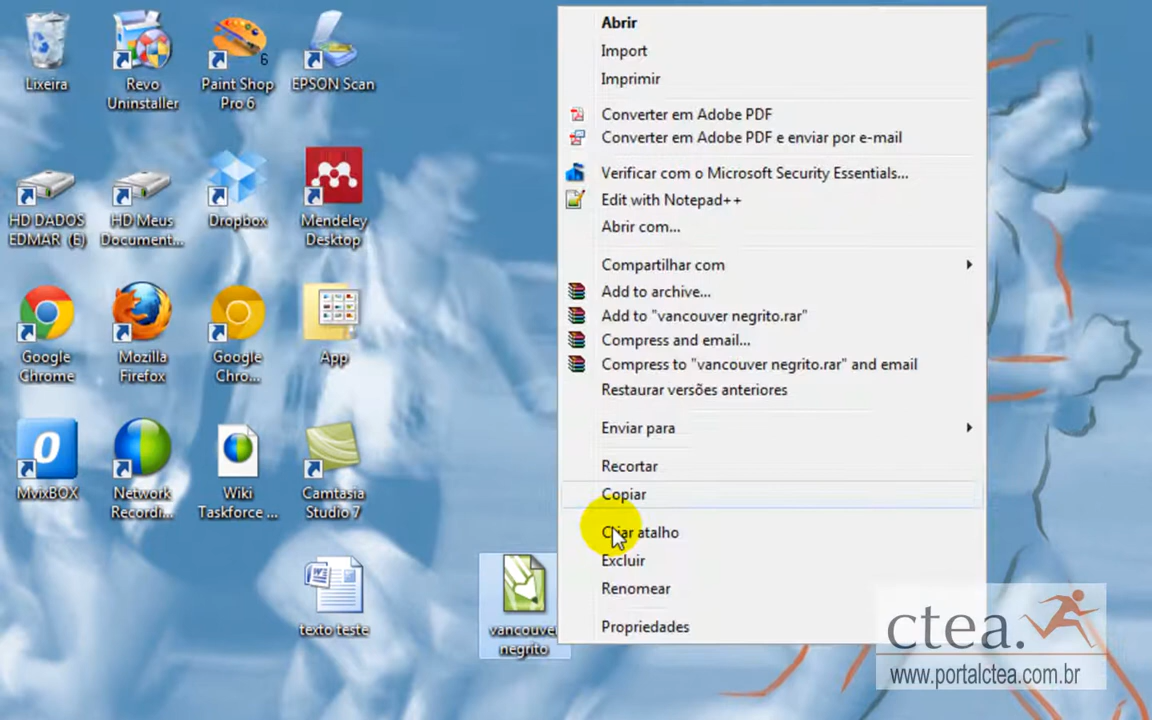 Lixeira
Revo
Uninstaller
Paint Shop
Pro 6
6
EPSON Scan
HD DADOS
EDMAR (E)
HD Meus
Document...
Dropbox
Mendeley
Desktop
Google
Chrome
Mozilla
Firefox
Google
Chro...
App
MvixBOX
Network
Recordi...
Wiki
Taskforce ...
Camtasia
Studio 7
texto teste
vancouver
negrito
Abrir
Import
Imprimir
Converter em Adobe PDF
Converter em Adobe PDF e enviar por e-mail
Verificar com o Microsoft Security Essentials...
Edit with Notepad++
Abrir com...
Compartilhar com
Add to archive...
Add to "vancouver negrito.rar"
Compress and email...
Compress to "vancouver negrito.rar" and email
Restaurar versões anteriores
Enviar para
Recortar
Copiar
Criar atalho
Excluir
Renomear
Propriedades
ctea.
www.portalctea.com.br